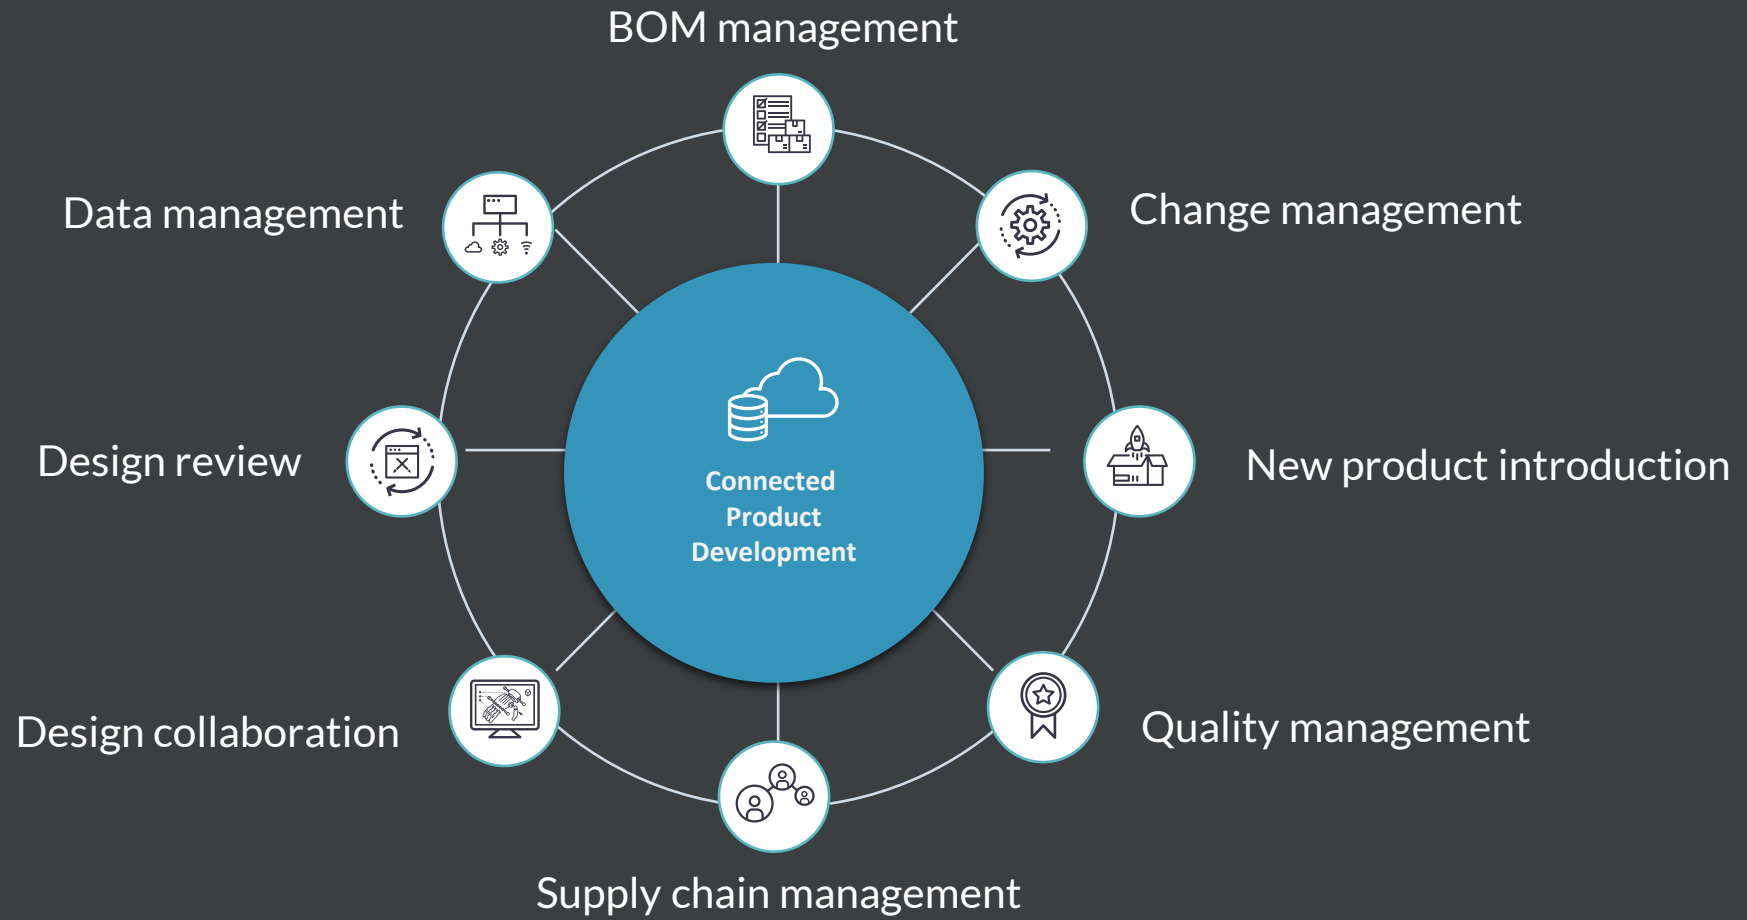 BOM management
Data management
Change management
Design review
Connected
Product
Development
New product introduction
Design collaboration
Quality management
Supply chain management